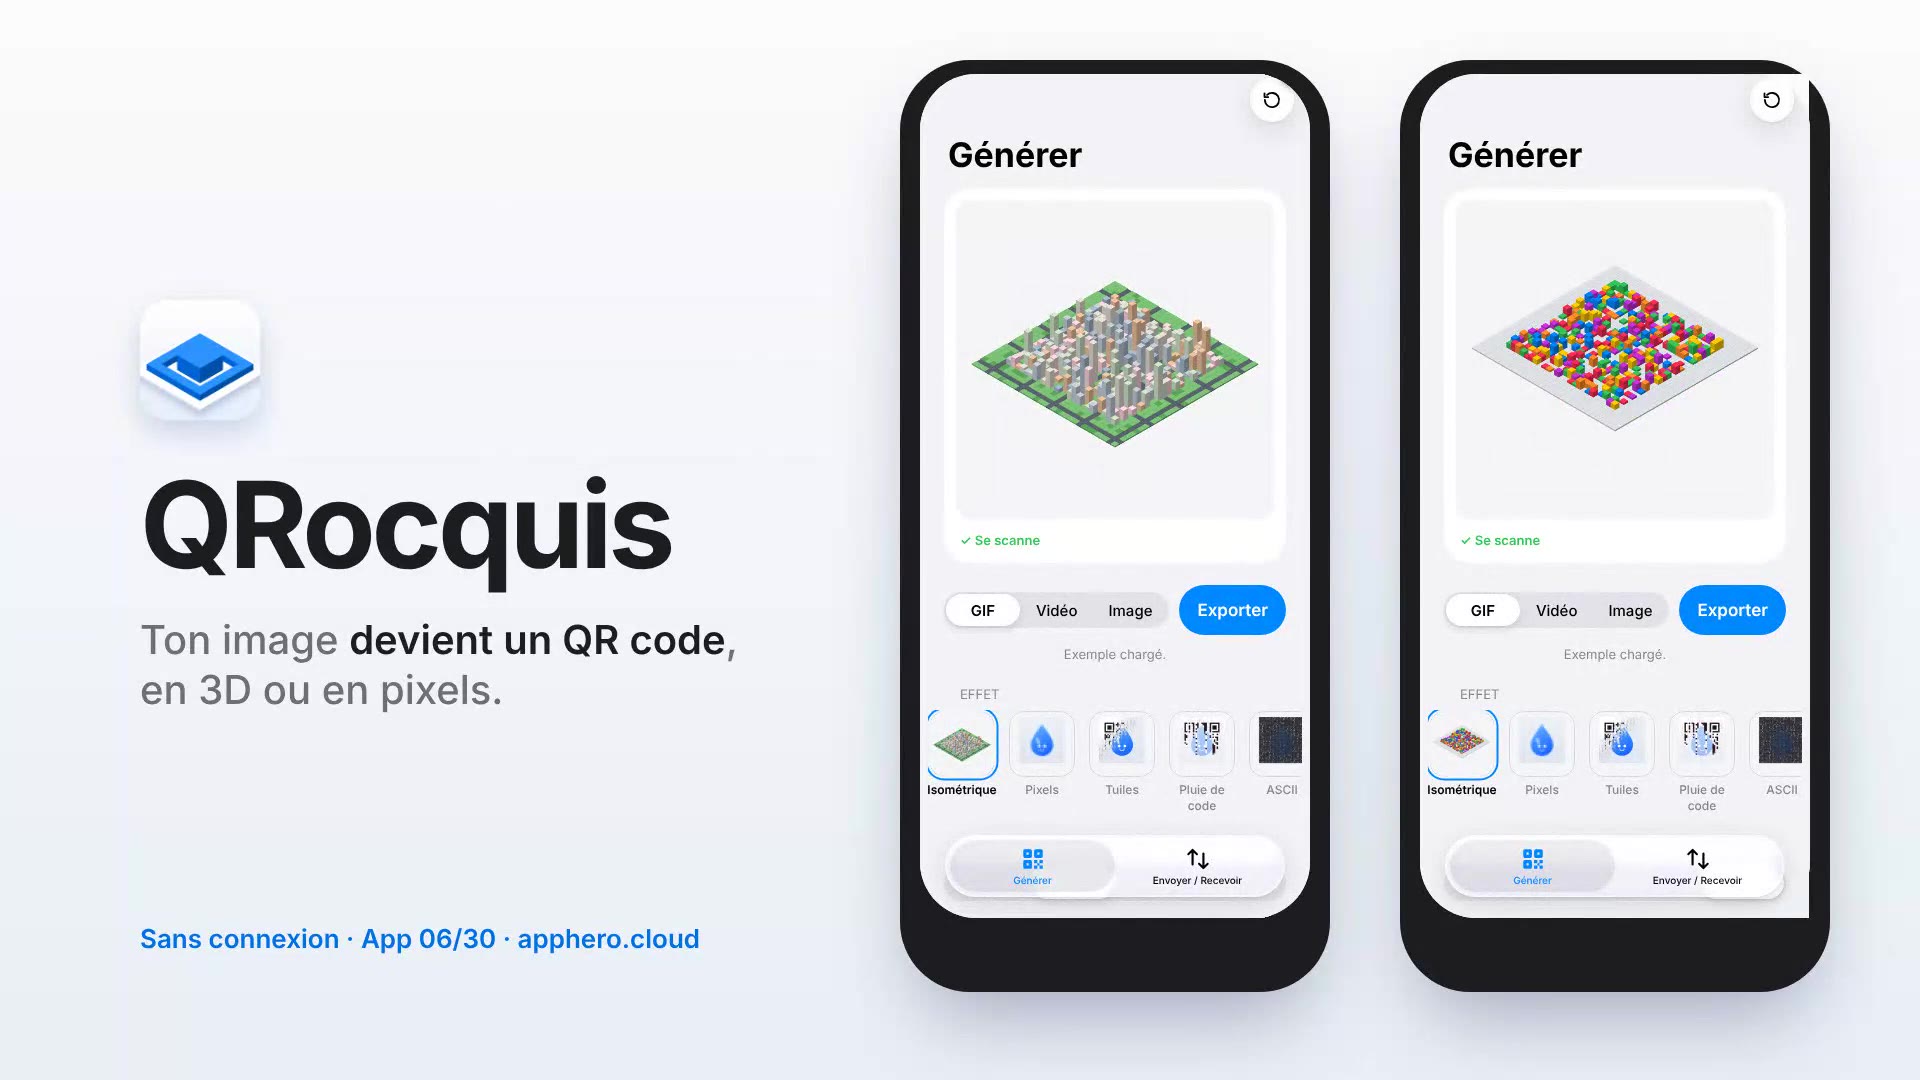 QRocquis
Ton image devient un QR code,
en 3D ou en pixels.
Sans connexion · App 06/30 · apphero.cloud
Générer
✓ Se scanne
GIF Vidéo Image Exporter
Exemple chargé.
EFFET
Isométrique Pixels Tuiles Pluie de code ASCII
Générer Envoyer / Recevoir
Générer
✓ Se scanne
GIF Vidéo Image Exporter
Exemple chargé.
EFFET
Isométrique Pixels Tuiles Pluie de code ASCII
Générer Envoyer / Recevoir